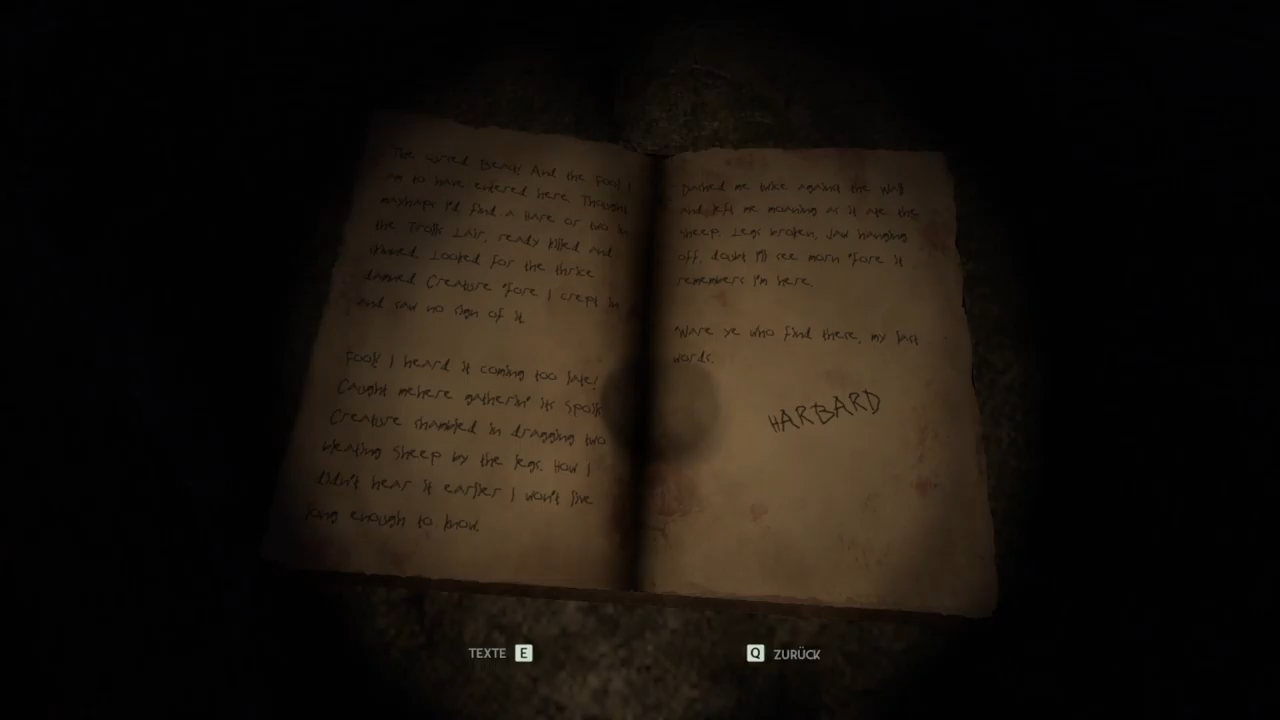 The cursed Beast! And the Fool I
am to have entered here. Thought
mayhaps I'd find a Hare or two in
the Trolls Lair, ready killed and
skinned. Looked for the thrice
damned Creature 'fore I crept in
and saw no sign of it.
Fool! I heard it coming too late!
Caught me here gatherin' its spoils
Creature shambled in dragging two
bleating sheep by the legs. How I
didn't hear it earlier I won't live
long enough to know.
Dashed me twice against the wall
and left me moaning as it ate the
sheep. Legs broken, jaw hanging
off, doubt I'll see morn 'fore it
remembers I'm here.
'Ware ye who find there, my last
words.
HARBARD
TEXTE E
Q ZURÜCK